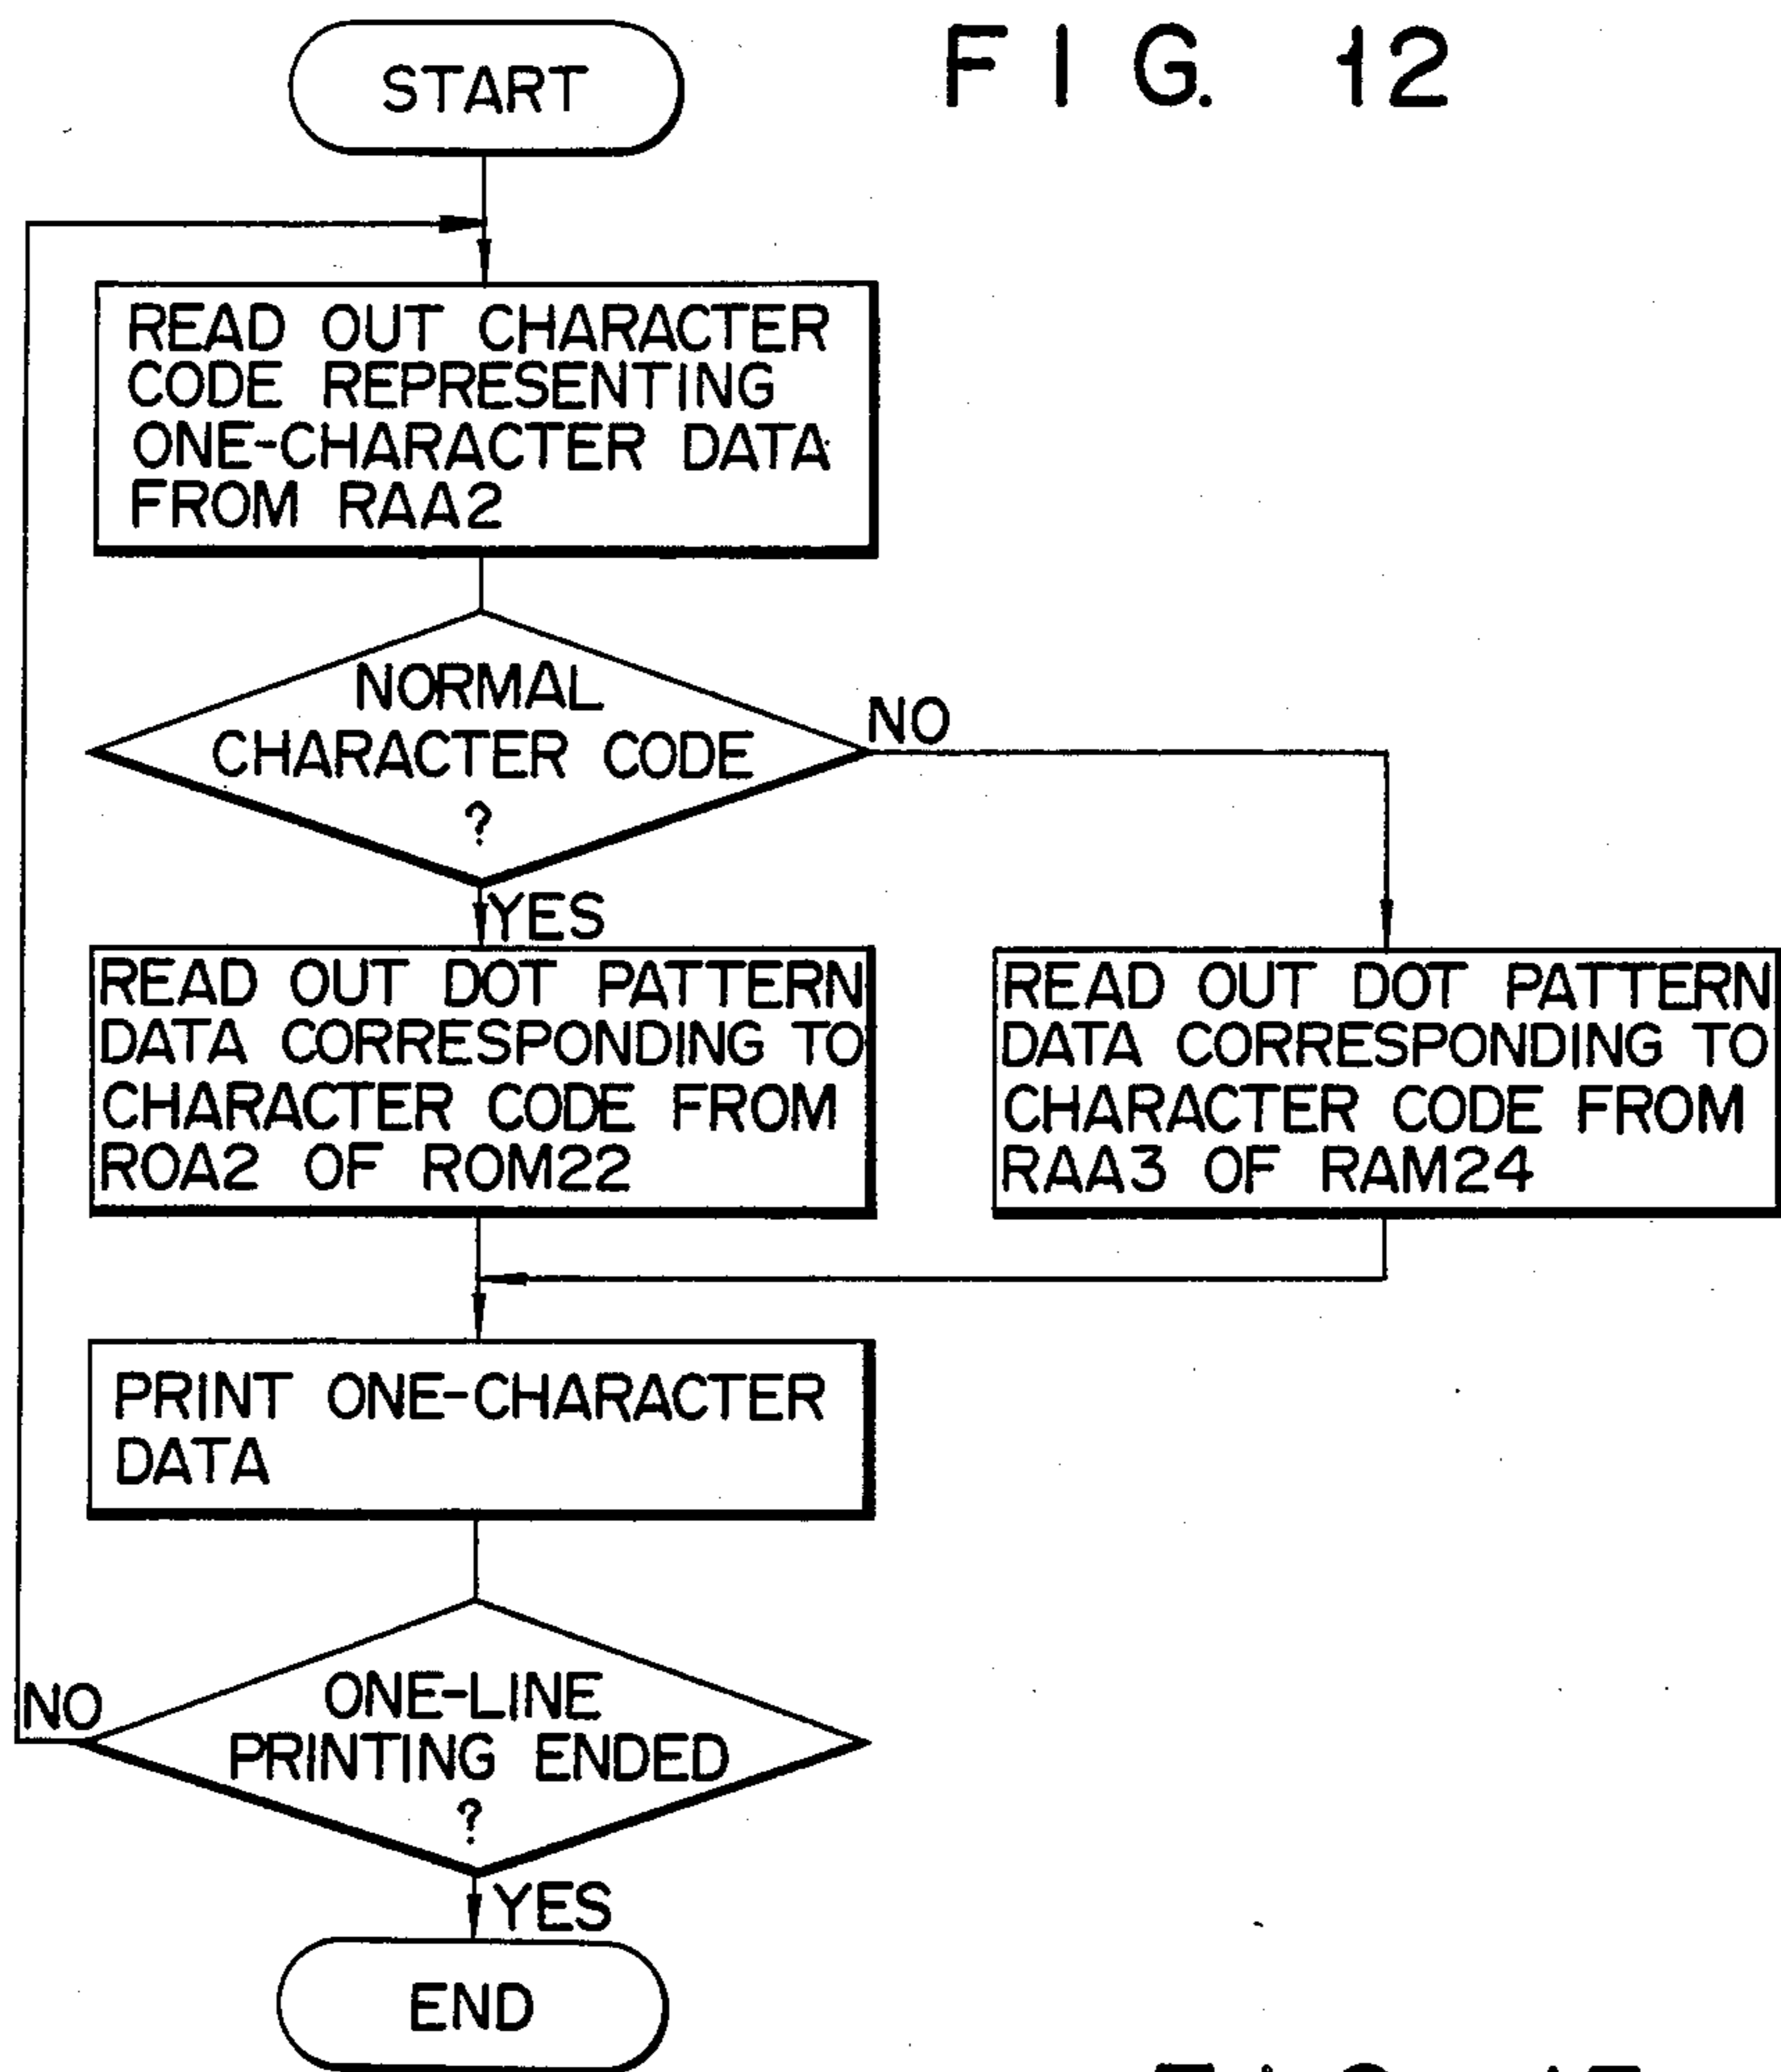 FIG. 12
START
READ OUT CHARACTER
CODE REPRESENTING
ONE-CHARACTER DATA
FROM RAA2
NORMAL
CHARACTER CODE
?
NO
YES
READ OUT DOT PATTERN
DATA CORRESPONDING TO
CHARACTER CODE FROM
ROA2 OF ROM22
READ OUT DOT PATTERN
DATA CORRESPONDING TO
CHARACTER CODE FROM
RAA3 OF RAM24
PRINT ONE-CHARACTER
DATA
ONE-LINE
PRINTING ENDED
?
NO
YES
END